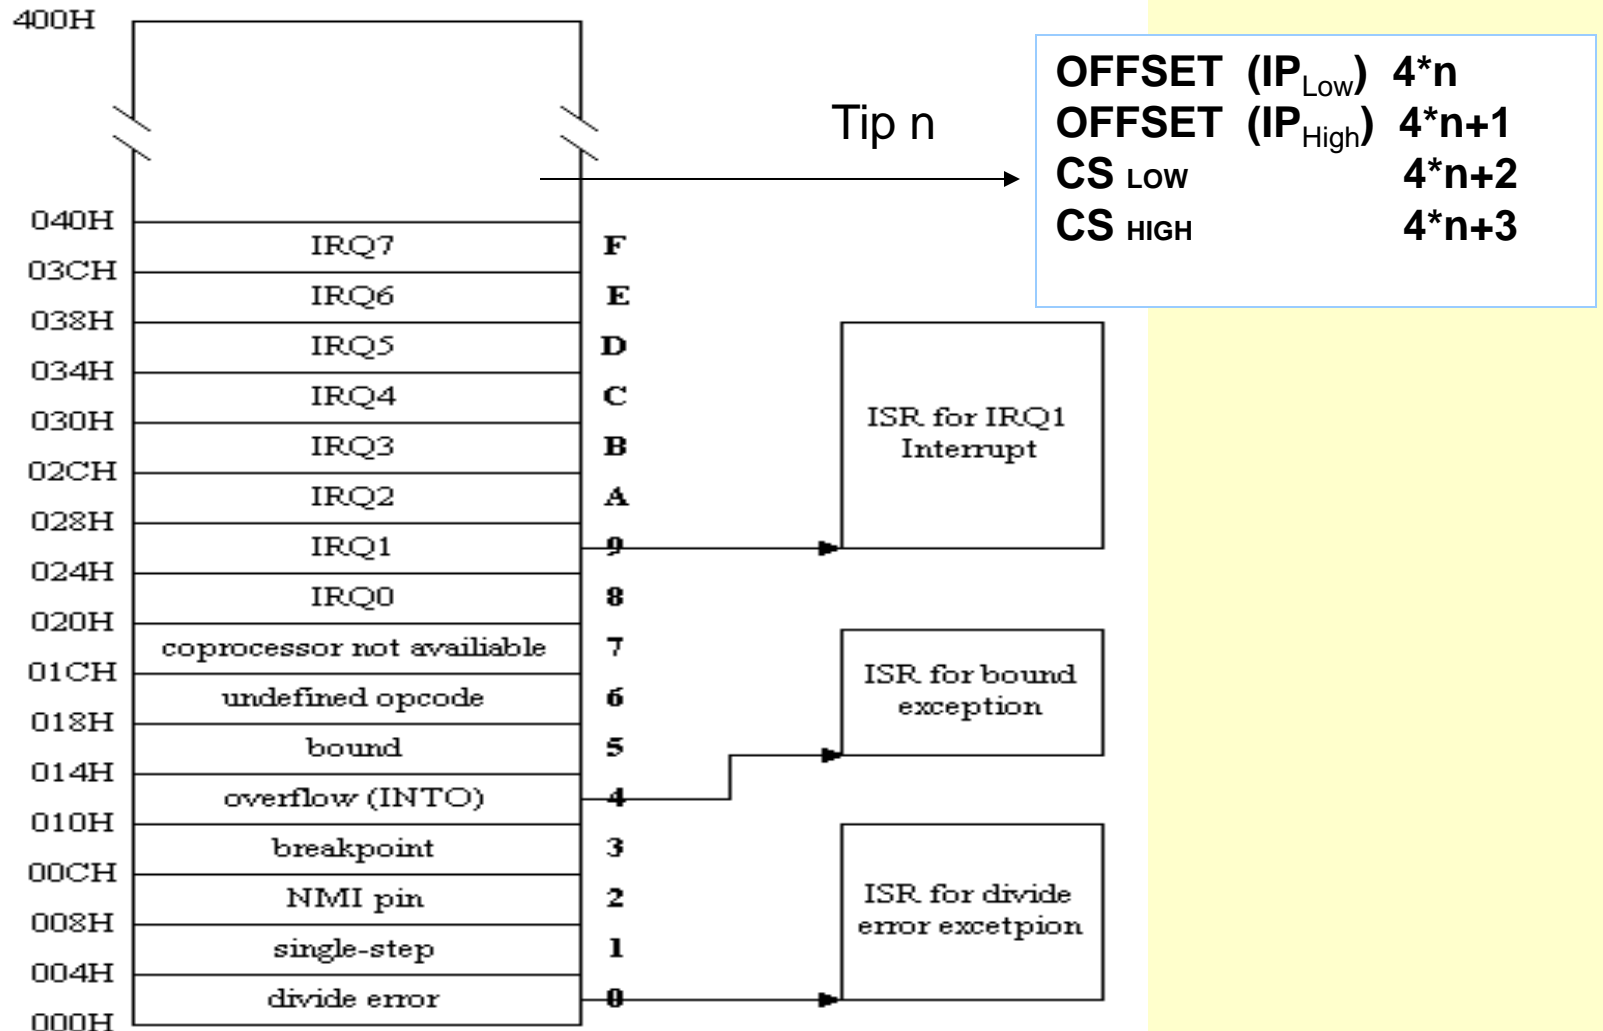 400H
Tip n
OFFSET (IPLow) 4*n
OFFSET (IPHigh) 4*n+1
CS LOW 4*n+2
CS HIGH 4*n+3
040H
IRQ7 F
03CH
IRQ6 E
038H
IRQ5 D
034H
IRQ4 C
030H
IRQ3 B
02CH
IRQ2 A
028H
IRQ1 9
024H
IRQ0 8
020H
coprocessor not availiable 7
01CH
undefined opcode 6
018H
bound 5
014H
overflow (INTO) 4
010H
breakpoint 3
00CH
NMI pin 2
008H
single-step 1
004H
divide error 0
000H
ISR for IRQ1
Interrupt
ISR for bound
exception
ISR for divide
error excetpion